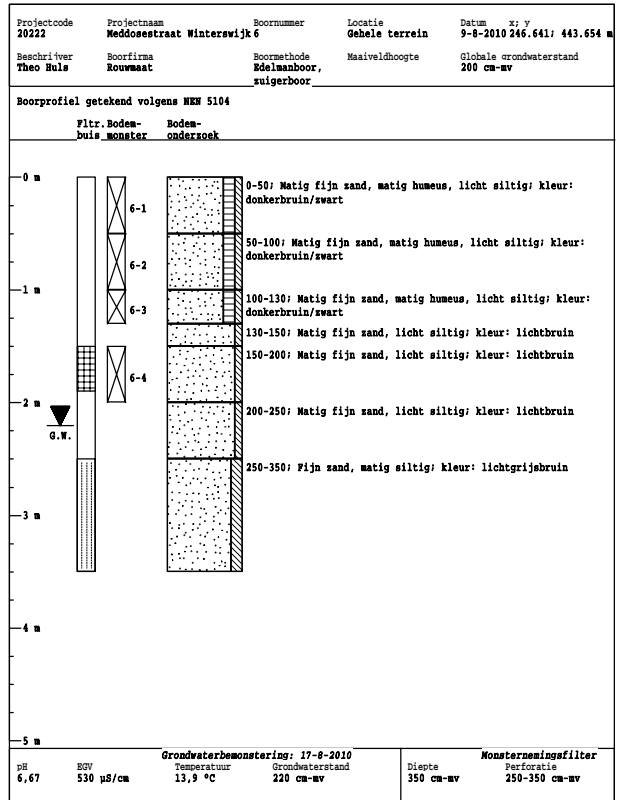 Projectcode Projectnaam Boornummer Locatie Datum x; y
20222 Meddosestraat Winterswijk 6 Gehele terrein 9-8-2010 246.641; 443.654 m
Beschrijver Boorfirma Boormethode Maaiveldhoogte Globale grondwaterstand
Theo Huls Rouwmaat Edelmanboor, 200 cm-mv
zuigerboor
Boorprofiel getekend volgens NEN 5104
Fltr. Bodem- Bodem-
buis monster onderzoek
0 m
0-50; Matig fijn zand, matig humeus, licht siltig; kleur:
donkerbruin/zwart
6-1
50-100; Matig fijn zand, matig humeus, licht siltig; kleur:
donkerbruin/zwart
6-2
1 m
100-130; Matig fijn zand, matig humeus, licht siltig; kleur:
donkerbruin/zwart
6-3
130-150; Matig fijn zand, licht siltig; kleur: lichtbruin
150-200; Matig fijn zand, licht siltig; kleur: lichtbruin
6-4
2 m
200-250; Matig fijn zand, licht siltig; kleur: lichtbruin
G.W.
250-350; Fijn zand, matig siltig; kleur: lichtgrijsbruin
3 m
4 m
5 m
Grondwaterbemonstering: 17-8-2010 Monsternemingsfilter
pH EGV Temperatuur Grondwaterstand Diepte Perforatie
6,67 530 µS/cm 13,9 °C 220 cm-mv 350 cm-mv 250-350 cm-mv